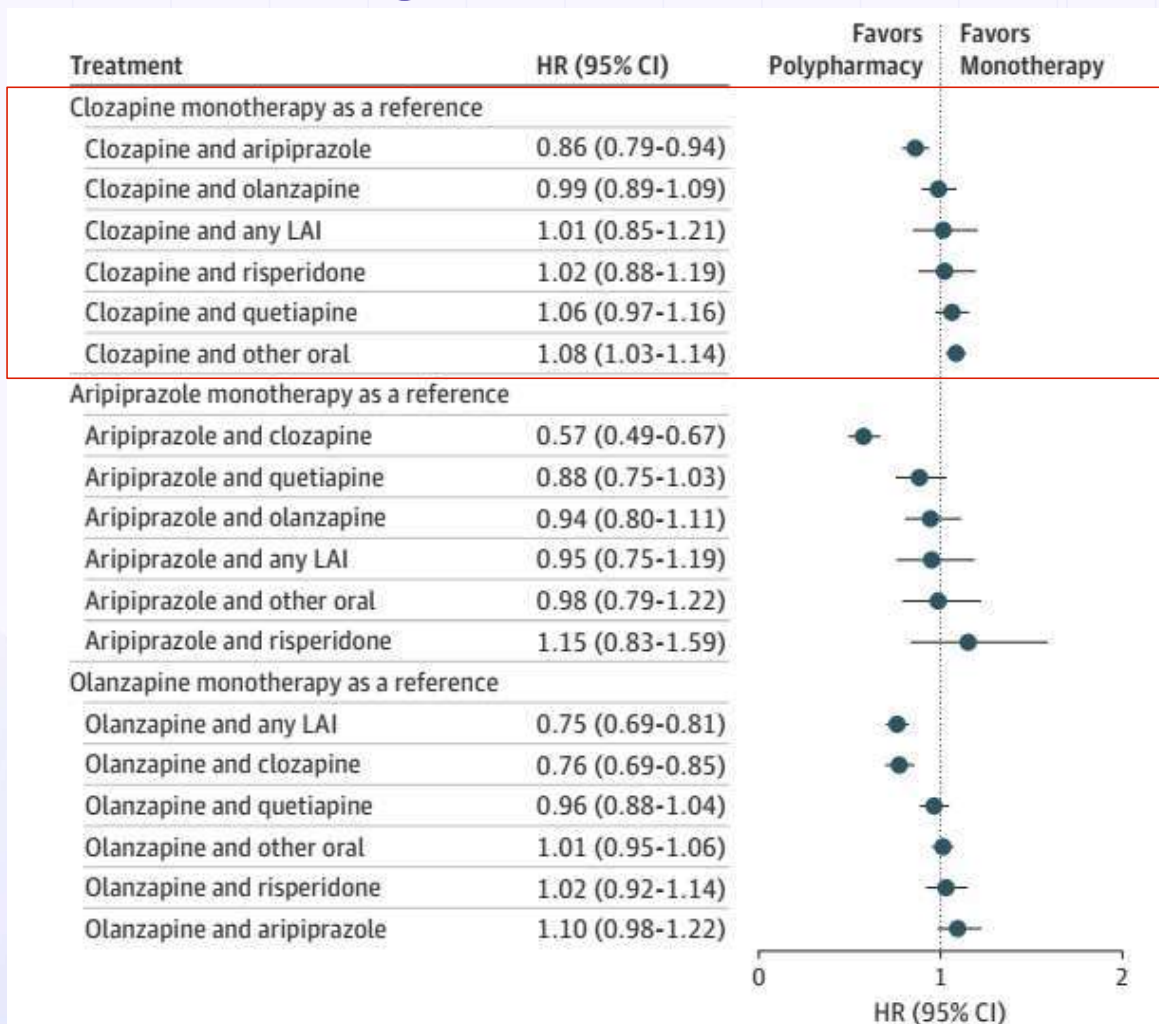 Favors Favors
Treatment HR (95% CI) Polypharmacy Monotherapy
Clozapine monotherapy as a reference
Clozapine and aripiprazole 0.86 (0.79-0.94)
Clozapine and olanzapine 0.99 (0.89-1.09)
Clozapine and any LAI 1.01 (0.85-1.21)
Clozapine and risperidone 1.02 (0.88-1.19)
Clozapine and quetiapine 1.06 (0.97-1.16)
Clozapine and other oral 1.08 (1.03-1.14)
Aripiprazole monotherapy as a reference
Aripiprazole and clozapine 0.57 (0.49-0.67)
Aripiprazole and quetiapine 0.88 (0.75-1.03)
Aripiprazole and olanzapine 0.94 (0.80-1.11)
Aripiprazole and any LAI 0.95 (0.75-1.19)
Aripiprazole and other oral 0.98 (0.79-1.22)
Aripiprazole and risperidone 1.15 (0.83-1.59)
Olanzapine monotherapy as a reference
Olanzapine and any LAI 0.75 (0.69-0.81)
Olanzapine and clozapine 0.76 (0.69-0.85)
Olanzapine and quetiapine 0.96 (0.88-1.04)
Olanzapine and other oral 1.01 (0.95-1.06)
Olanzapine and risperidone 1.02 (0.92-1.14)
Olanzapine and aripiprazole 1.10 (0.98-1.22)
0 1 2
HR (95% CI)